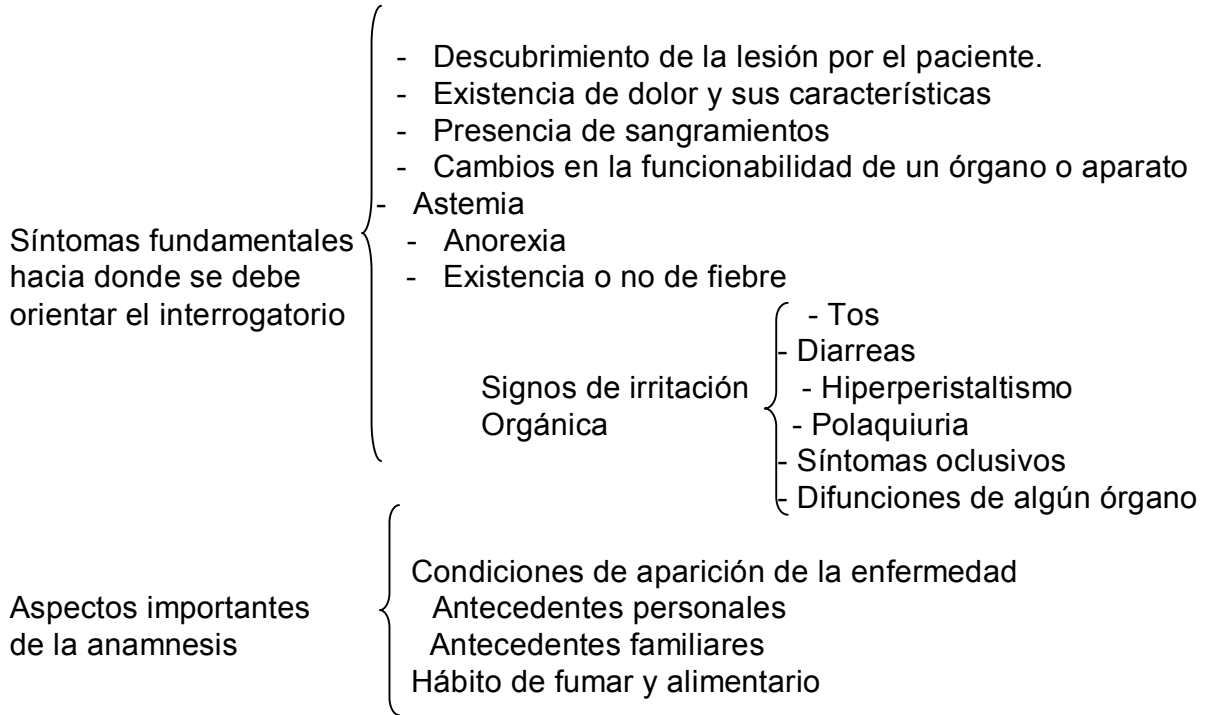 - Descubrimiento de la lesión por el paciente.
- Existencia de dolor y sus características
- Presencia de sangramientos
- Cambios en la funcionabilidad de un órgano o aparato
- Astemia
Síntomas fundamentales
- Anorexia
hacia donde se debe
- Existencia o no de fiebre
orientar el interrogatorio
- Tos
- Diarreas
Signos de irritación
- Hiperperistaltismo
Orgánica
- Polaquiuria
- Síntomas oclusivos
- Difunciones de algún órgano
Condiciones de aparición de la enfermedad
Aspectos importantes
Antecedentes personales
de la anamnesis
Antecedentes familiares
Hábito de fumar y alimentario